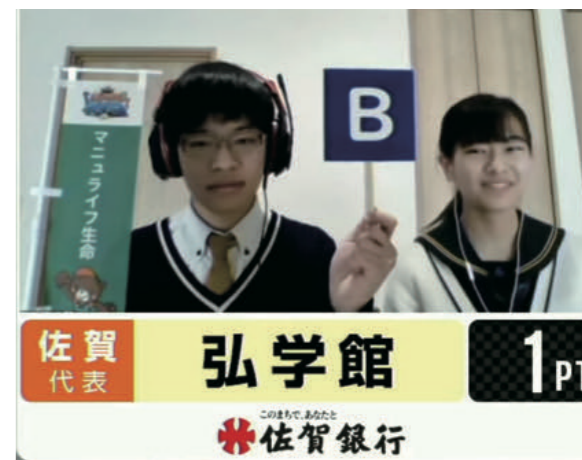 マニュライフ生命
B
佐賀
代表
弘学館
1PT
このまちで、あなたと
佐賀銀行